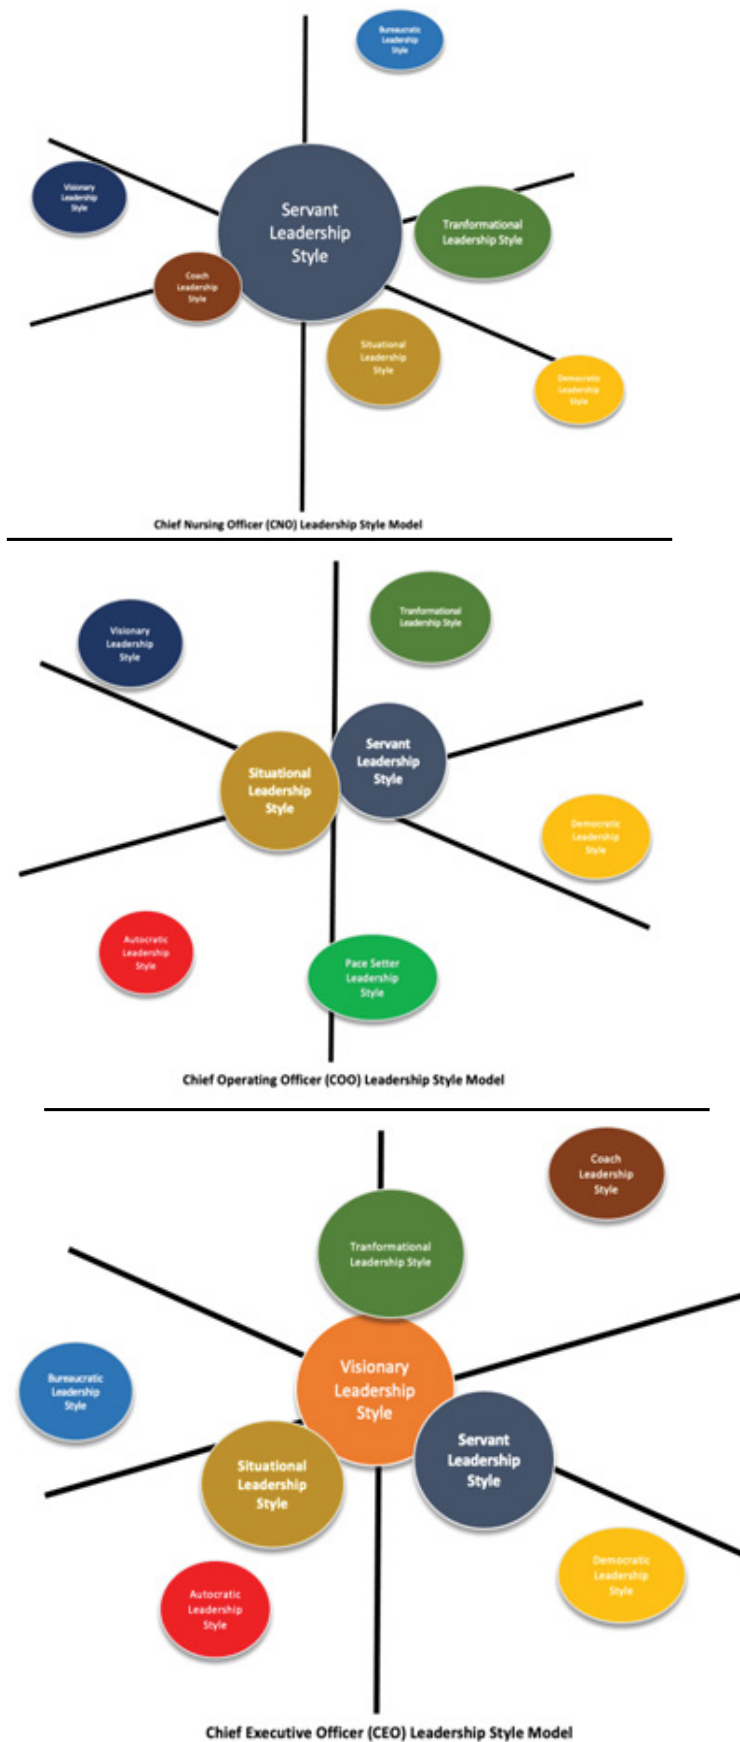 Bureaucratic
Leadership
Style
Servant
Leadership
Style
Visionary
Leadership
Style
Tranformational
Leadership Style
Coach
Leadership
Style
Situational
Leadership
Style
Democratic
Leadership
Style
Chief Nursing Officer (CNO) Leadership Style Model
Tranformational
Leadership Style
Visionary
Leadership
Style
Servant
Leadership
Style
Situational
Leadership
Style
Democratic
Leadership
Style
Autocratic
Leadership
Style
Pace Setter
Leadership
Style
Chief Operating Officer (COO) Leadership Style Model
Coach
Leadership
Style
Tranformational
Leadership Style
Visionary
Leadership
Style
Bureaucratic
Leadership
Style
Servant
Leadership
Style
Situational
Leadership
Style
Democratic
Leadership
Style
Autocratic
Leadership
Style
Chief Executive Officer (CEO) Leadership Style Model